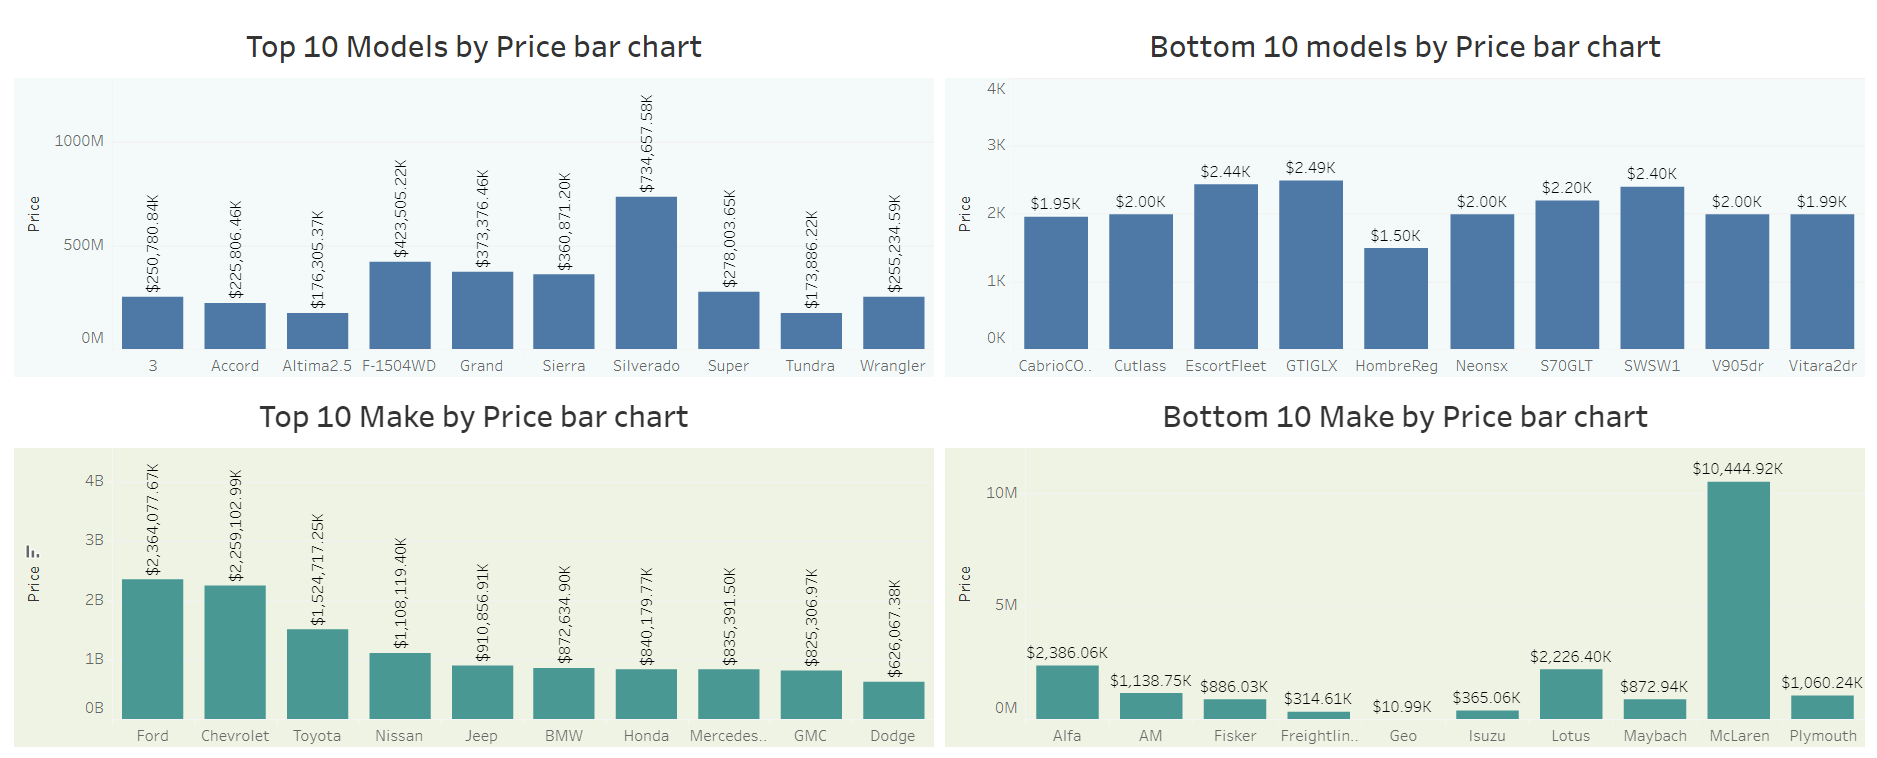 Top 10 Models by Price bar chart
Price
1000M
500M
0M
$250,780.84K
$225,806.46K
$176,305.37K
$423,505.22K
$373,376.46K
$360,871.20K
$734,657.58K
$278,003.65K
$173,886.22K
$255,234.59K
3
Accord
Altima2.5
F-1504WD
Grand
Sierra
Silverado
Super
Tundra
Wrangler
Bottom 10 models by Price bar chart
Price
4K
3K
2K
1K
0K
$1.95K
$2.00K
$2.44K
$2.49K
$1.50K
$2.00K
$2.20K
$2.40K
$2.00K
$1.99K
CabrioCO..
Cutlass
EscortFleet
GTIGLX
HombreReg
Neonsx
S70GLT
SWSW1
V905dr
Vitara2dr
Top 10 Make by Price bar chart
Price
4B
3B
2B
1B
0B
$2,364,077.67K
$2,259,102.99K
$1,524,717.25K
$1,108,119.40K
$910,856.91K
$872,634.90K
$840,179.77K
$835,391.50K
$825,306.97K
$626,067.38K
Ford
Chevrolet
Toyota
Nissan
Jeep
BMW
Honda
Mercedes..
GMC
Dodge
Bottom 10 Make by Price bar chart
Price
10M
5M
0M
$2,386.06K
$1,138.75K
$886.03K
$314.61K
$10.99K
$365.06K
$2,226.40K
$872.94K
$10,444.92K
$1,060.24K
Alfa
AM
Fisker
Freightlin..
Geo
Isuzu
Lotus
Maybach
McLaren
Plymouth